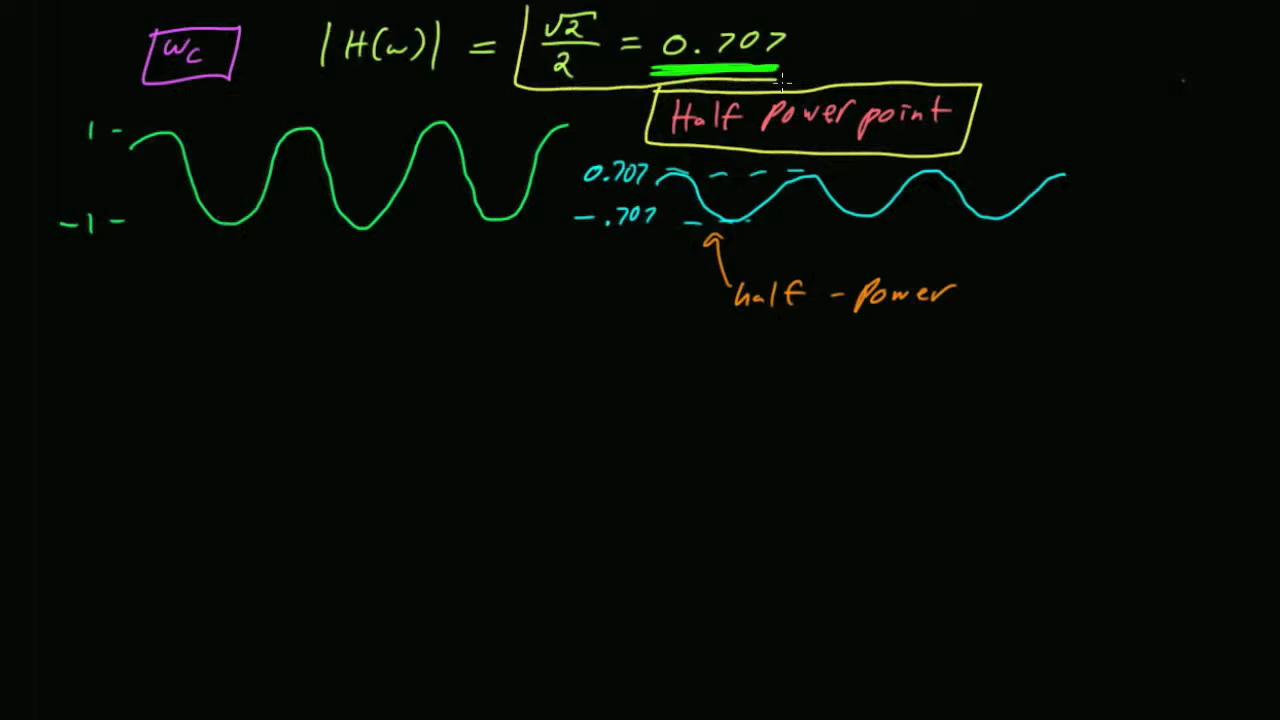 ωc |H(ω)| = √2/2 = 0.707
Half power point
1 -
0.707
-.707
-1 -
half - power